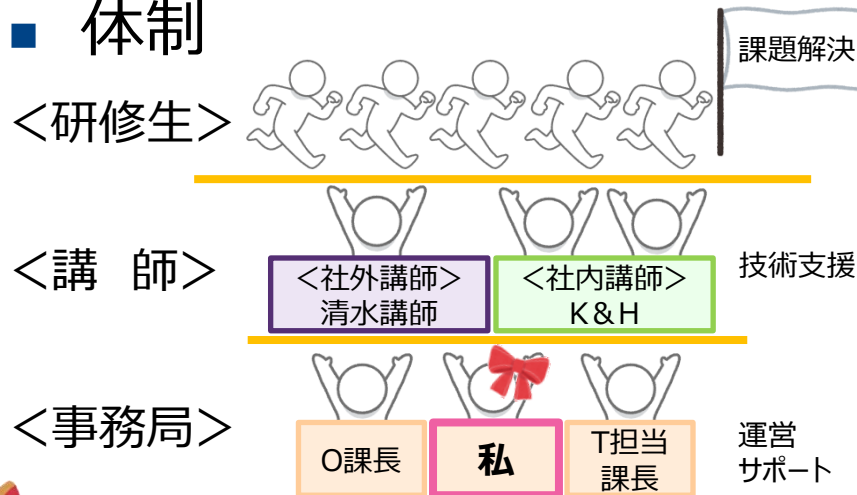 ■ 体制
課題解決
＜研修生＞
＜講　師＞
＜社外講師＞
清水講師
＜社内講師＞
K＆H
技術支援
＜事務局＞
O課長
私
T担当
課長
運営
サポート